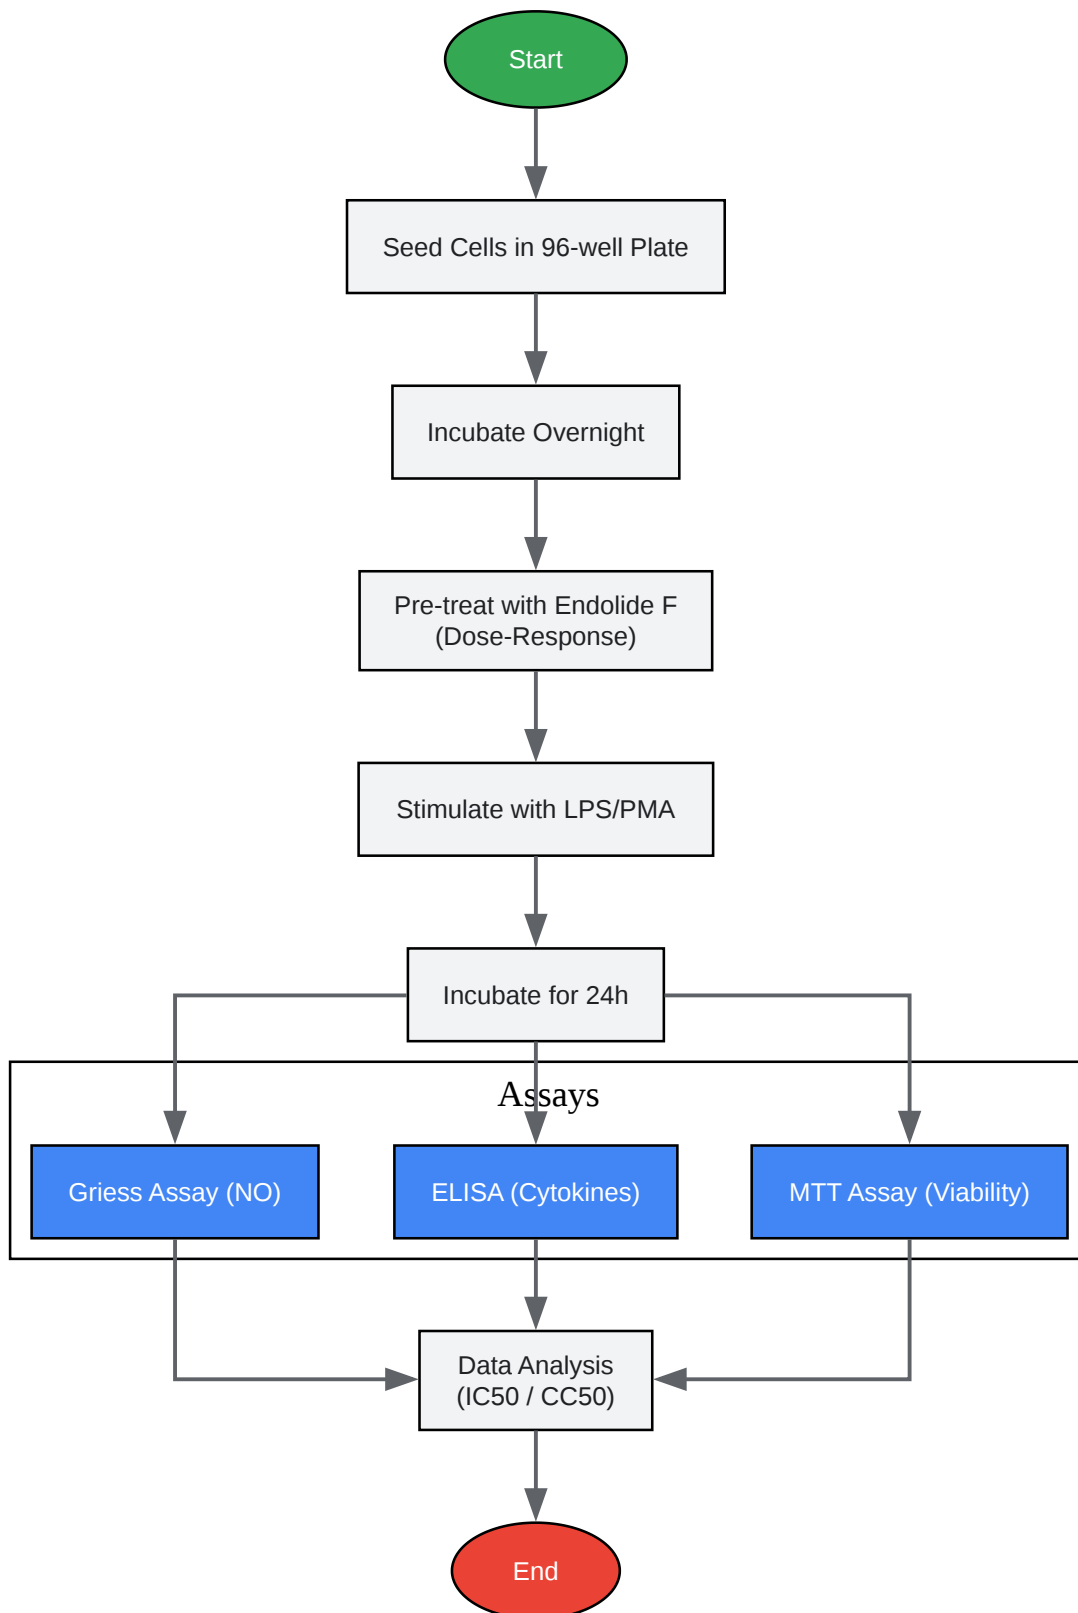 Start
Seed Cells in 96-well Plate
Incubate Overnight
Pre-treat with Endolide F
(Dose-Response)
Stimulate with LPS/PMA
Incubate for 24h
Assays
Griess Assay (NO)
ELISA (Cytokines)
MTT Assay (Viability)
Data Analysis
(IC50 / CC50)
End